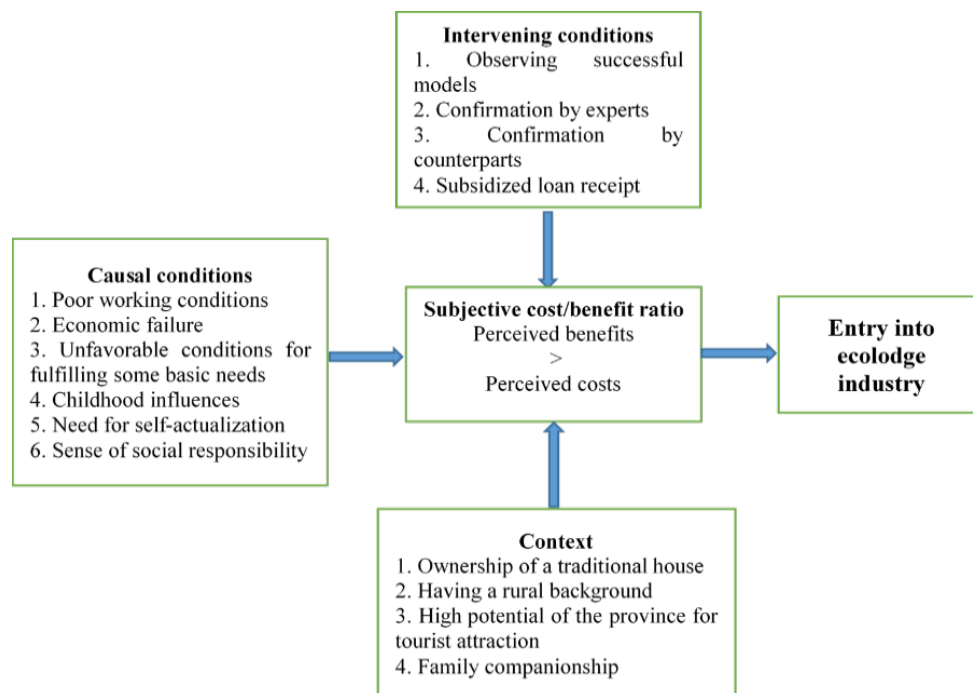 Intervening conditions
1. Observing successful
models
2. Confirmation by experts
3. Confirmation by
counterparts
4. Subsidized loan receipt
Causal conditions
1. Poor working conditions
2. Economic failure
3. Unfavorable conditions for
fulfilling some basic needs
4. Childhood influences
5. Need for self-actualization
6. Sense of social responsibility
Subjective cost/benefit ratio
Perceived benefits
>
Perceived costs
Entry into
ecolodge
industry
Context
1. Ownership of a traditional house
2. Having a rural background
3. High potential of the province for
tourist attraction
4. Family companionship